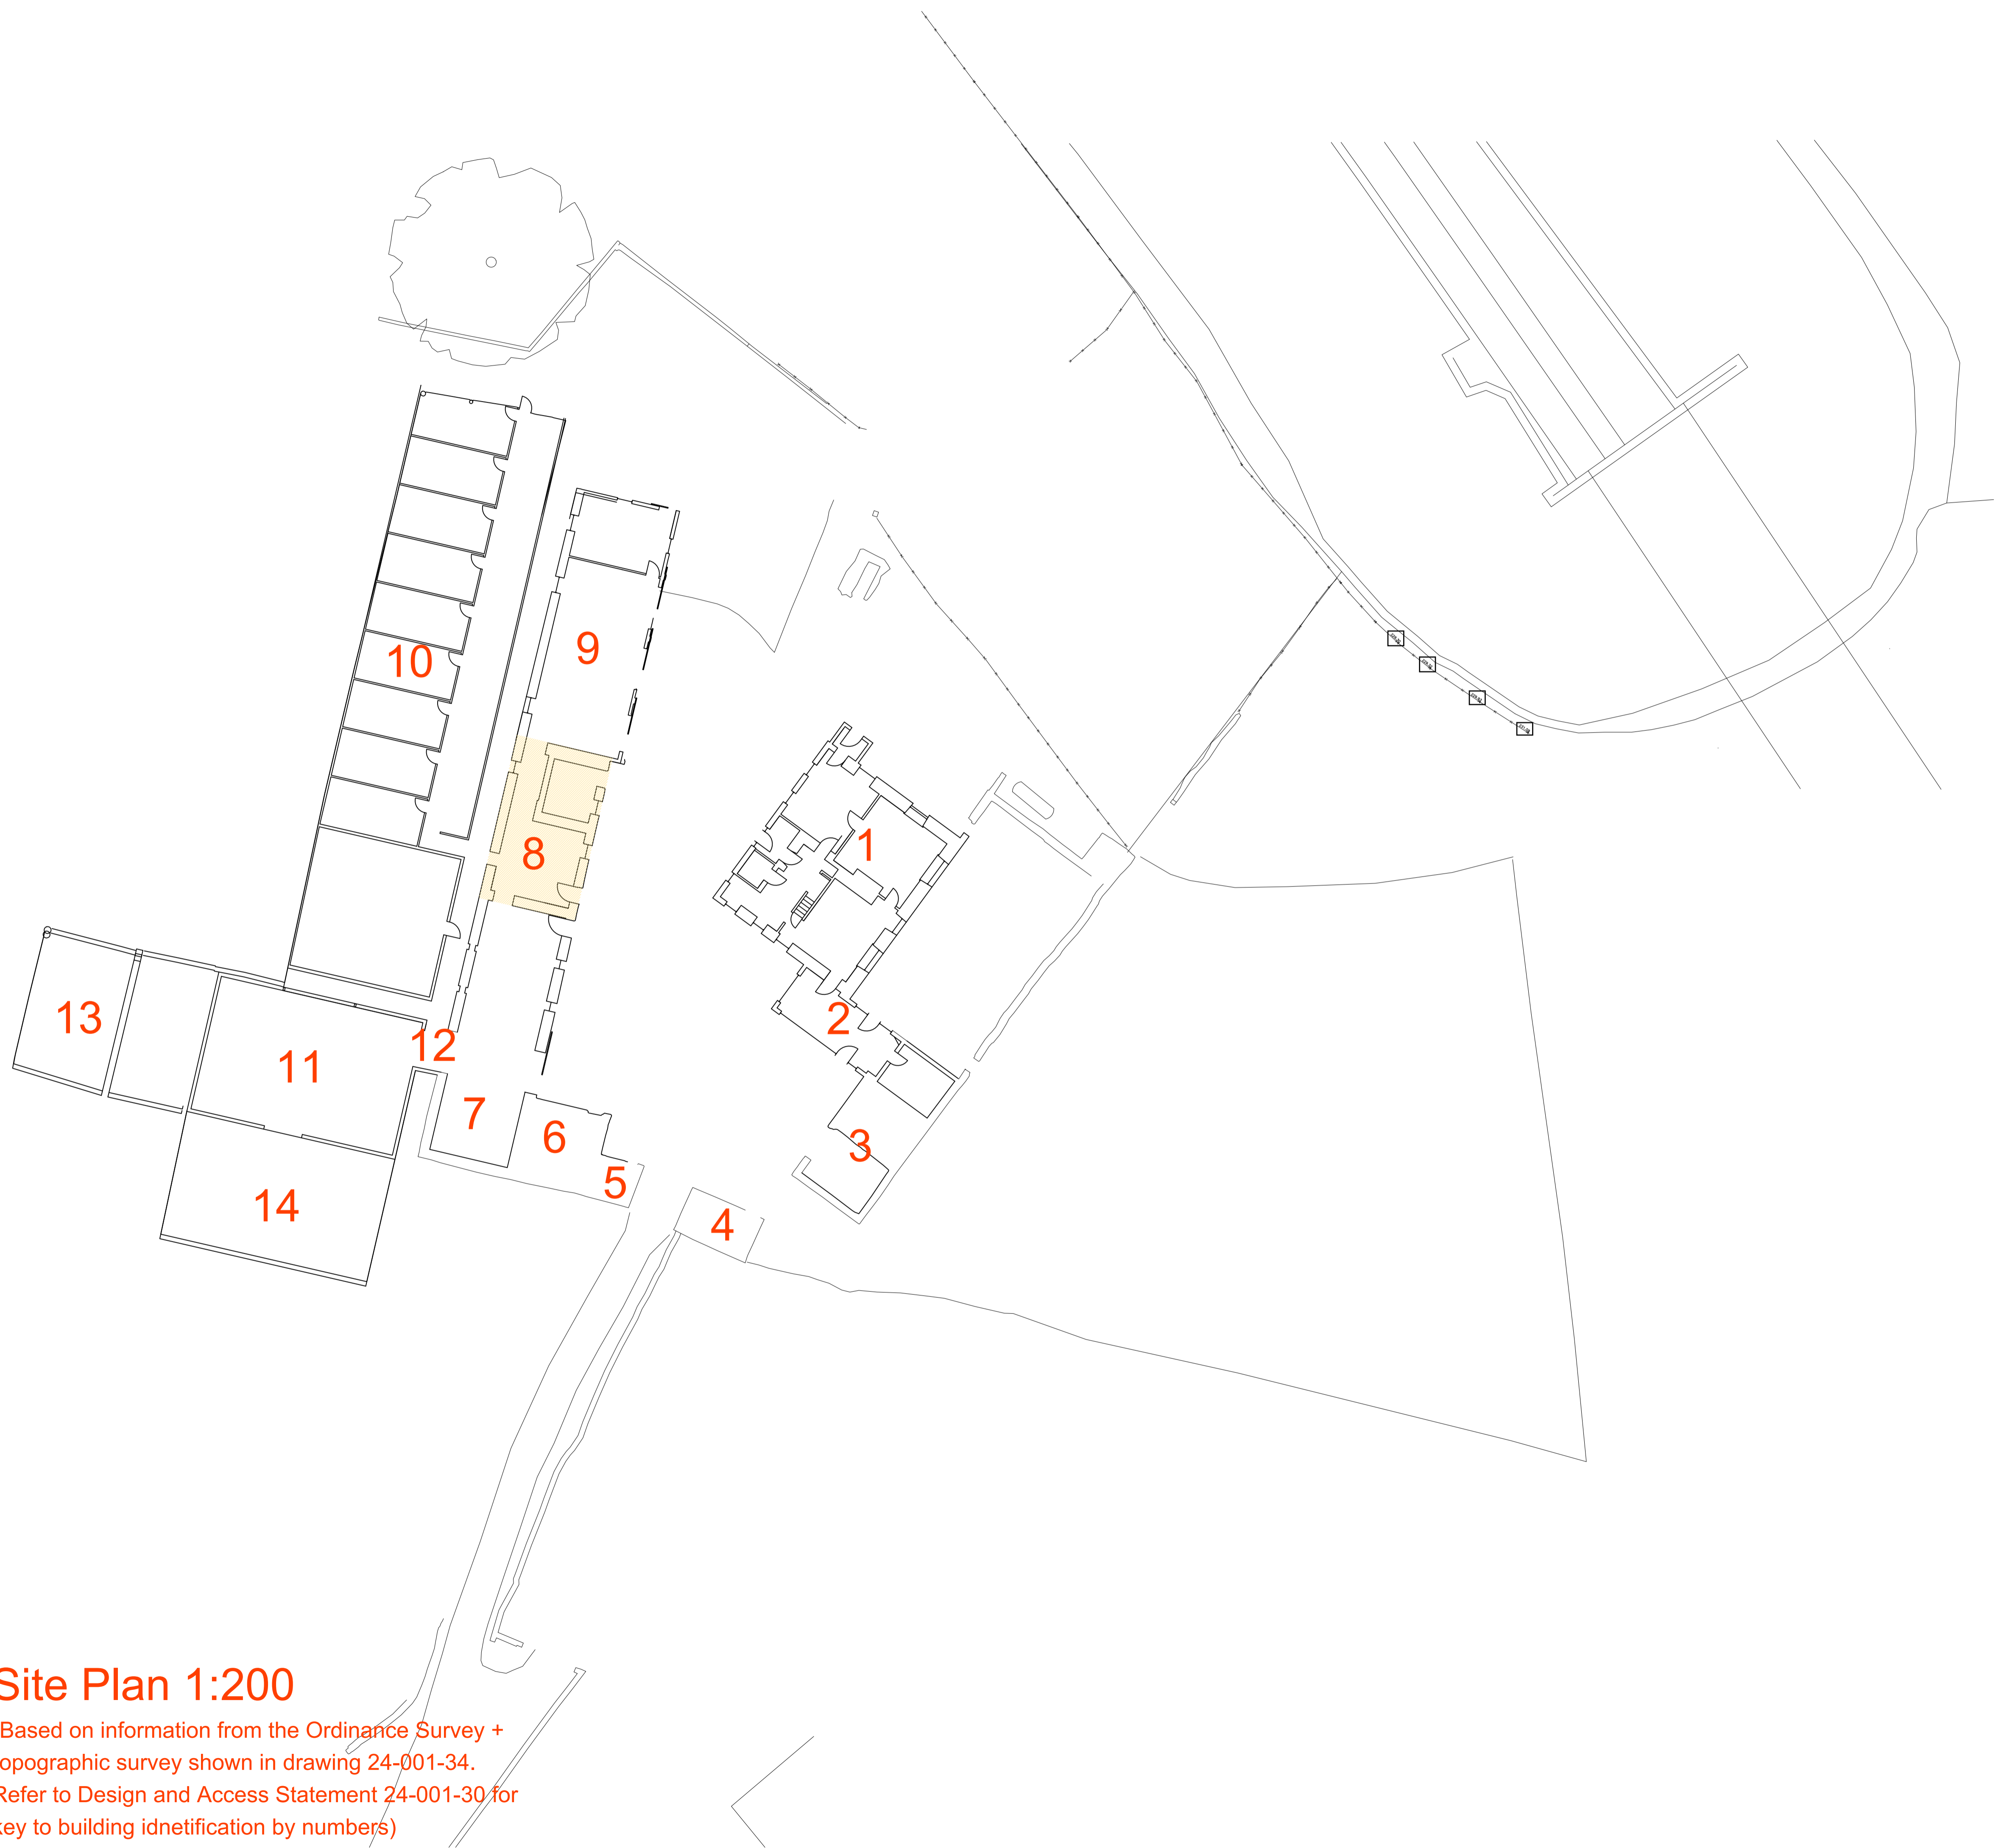 9
10
1
8
2
13
12
11
7
6
3
5
14
4
Site Plan 1:200
Based on information from the Ordinance Survey +
opographic survey shown in drawing 24-001-34.
Refer to Design and Access Statement 24-001-30 for
key to building idnetification by numbers)